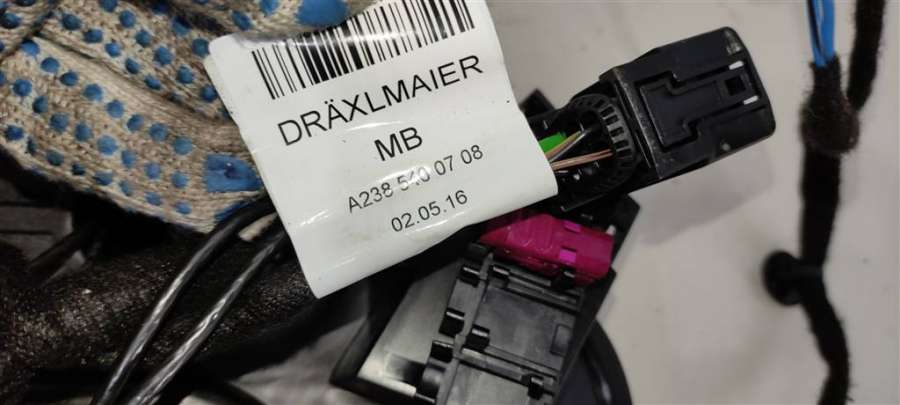 DRÄXLMAIER
MB
A238 540 07 08
02.05.16